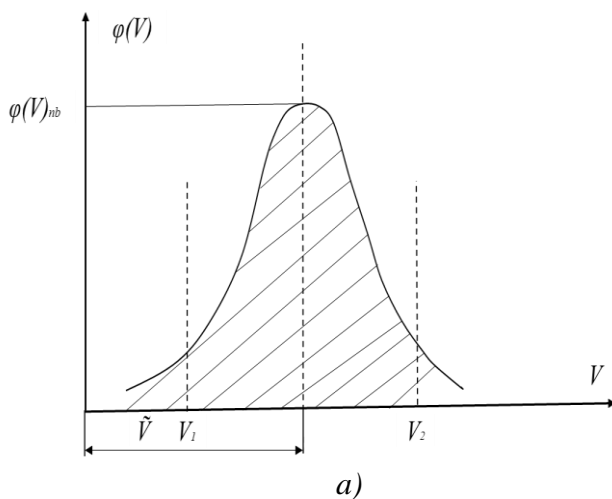 φ(V)
φ(V)nb
V
Ṽ V1 V2
a)